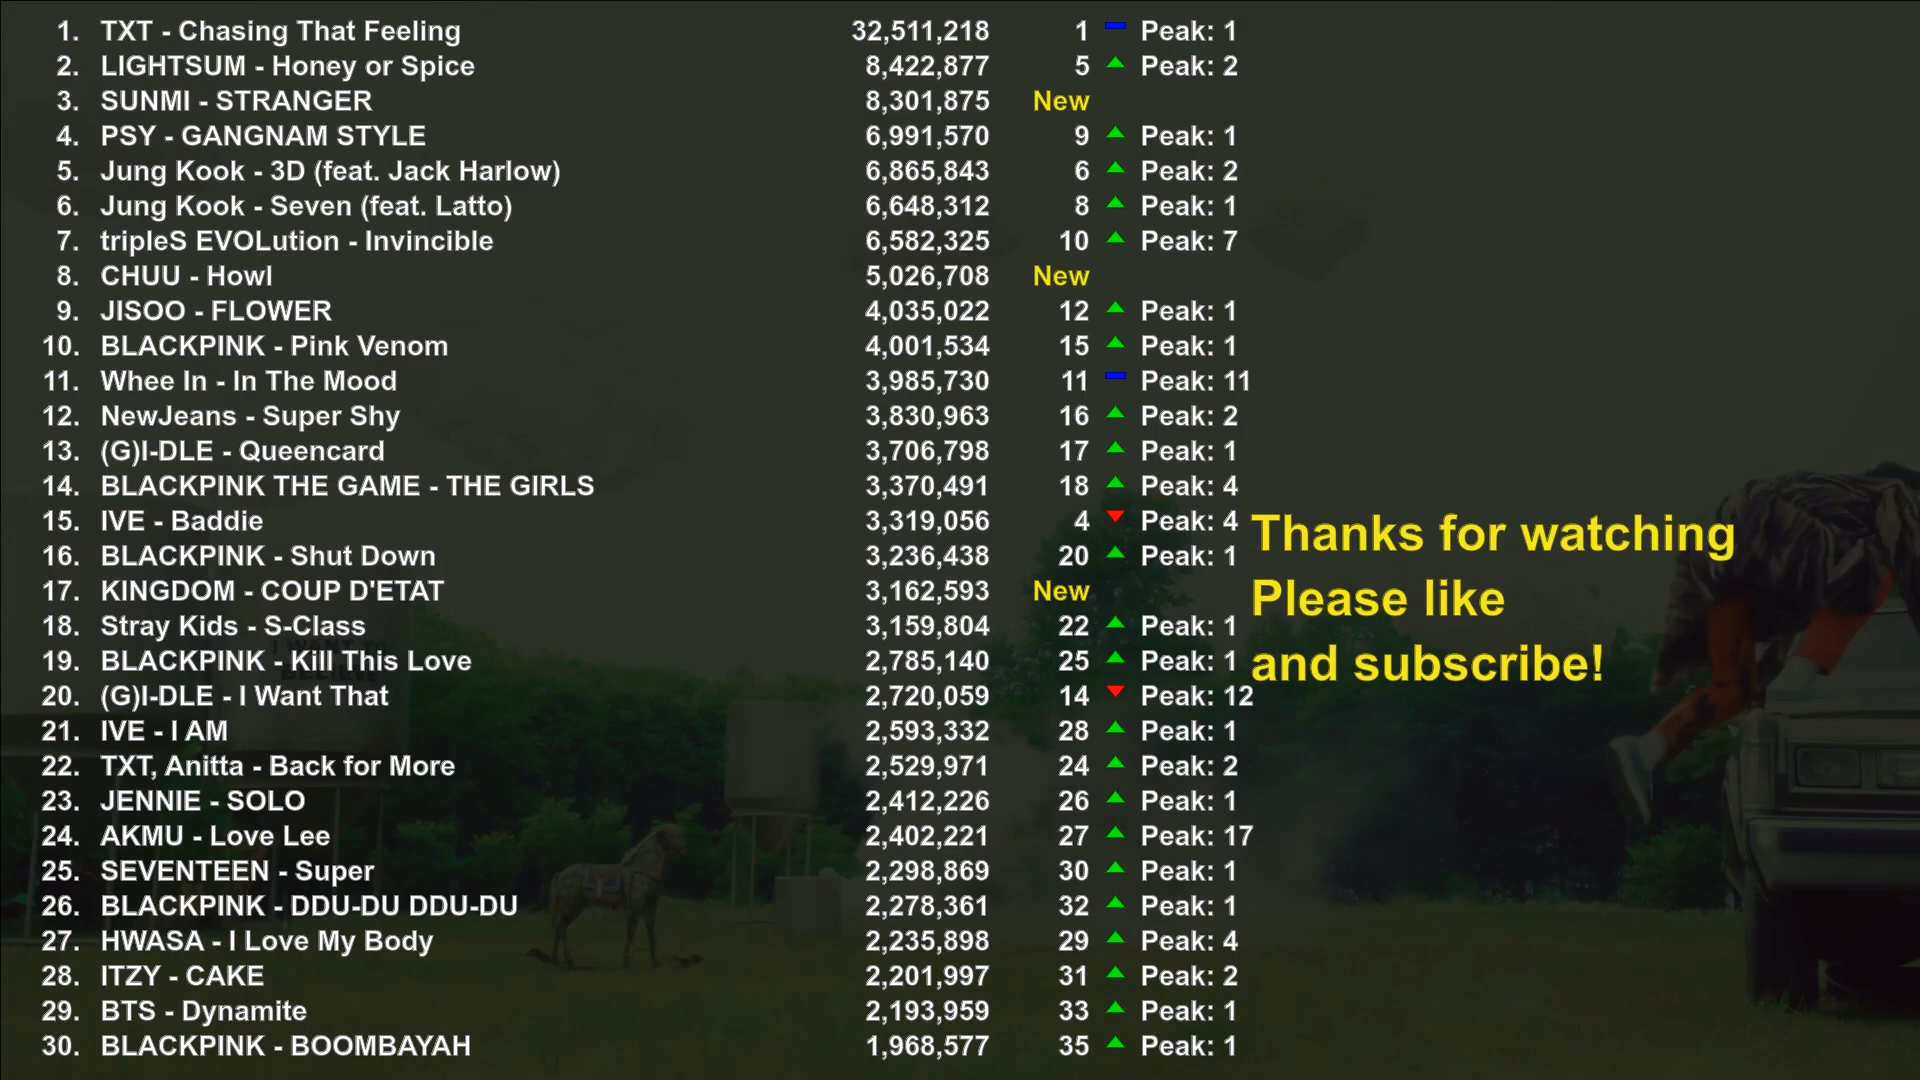 1. TXT - Chasing That Feeling 32,511,218 1 Peak: 1
2. LIGHTSUM - Honey or Spice 8,422,877 5 Peak: 2
3. SUNMI - STRANGER 8,301,875 New
4. PSY - GANGNAM STYLE 6,991,570 9 Peak: 1
5. Jung Kook - 3D (feat. Jack Harlow) 6,865,843 6 Peak: 2
6. Jung Kook - Seven (feat. Latto) 6,648,312 8 Peak: 1
7. tripleS EVOLution - Invincible 6,582,325 10 Peak: 7
8. CHUU - Howl 5,026,708 New
9. JISOO - FLOWER 4,035,022 12 Peak: 1
10. BLACKPINK - Pink Venom 4,001,534 15 Peak: 1
11. Whee In - In The Mood 3,985,730 11 Peak: 11
12. NewJeans - Super Shy 3,830,963 16 Peak: 2
13. (G)I-DLE - Queencard 3,706,798 17 Peak: 1
14. BLACKPINK THE GAME - THE GIRLS 3,370,491 18 Peak: 4
15. IVE - Baddie 3,319,056 4 Peak: 4
16. BLACKPINK - Shut Down 3,236,438 20 Peak: 1
17. KINGDOM - COUP D'ETAT 3,162,593 New
18. Stray Kids - S-Class 3,159,804 22 Peak: 1
19. BLACKPINK - Kill This Love 2,785,140 25 Peak: 1
20. (G)I-DLE - I Want That 2,720,059 14 Peak: 12
21. IVE - I AM 2,593,332 28 Peak: 1
22. TXT, Anitta - Back for More 2,529,971 24 Peak: 2
23. JENNIE - SOLO 2,412,226 26 Peak: 1
24. AKMU - Love Lee 2,402,221 27 Peak: 17
25. SEVENTEEN - Super 2,298,869 30 Peak: 1
26. BLACKPINK - DDU-DU DDU-DU 2,278,361 32 Peak: 1
27. HWASA - I Love My Body 2,235,898 29 Peak: 4
28. ITZY - CAKE 2,201,997 31 Peak: 2
29. BTS - Dynamite 2,193,959 33 Peak: 1
30. BLACKPINK - BOOMBAYAH 1,968,577 35 Peak: 1
Thanks for watching
Please like
and subscribe!